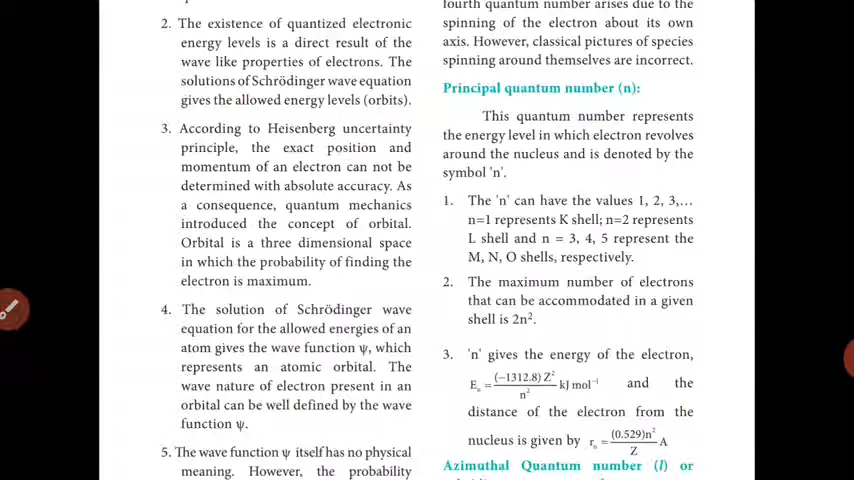 2. The existence of quantized electronic
energy levels is a direct result of the
wave like properties of electrons. The
solutions of Schrödinger wave equation
gives the allowed energy levels (orbits).
3. According to Heisenberg uncertainty
principle, the exact position and
momentum of an electron can not be
determined with absolute accuracy. As
a consequence, quantum mechanics
introduced the concept of orbital.
Orbital is a three dimensional space
in which the probability of finding the
electron is maximum.
4. The solution of Schrödinger wave
equation for the allowed energies of an
atom gives the wave function ψ, which
represents an atomic orbital. The
wave nature of electron present in an
orbital can be well defined by the wave
function ψ.
5. The wave function ψ itself has no physical
meaning. However, the probability
fourth quantum number arises due to the
spinning of the electron about its own
axis. However, classical pictures of species
spinning around themselves are incorrect.
Principal quantum number (n):
This quantum number represents
the energy level in which electron revolves
around the nucleus and is denoted by the
symbol 'n'.
1. The 'n' can have the values 1, 2, 3,…
n=1 represents K shell; n=2 represents
L shell and n = 3, 4, 5 represent the
M, N, O shells, respectively.
2. The maximum number of electrons
that can be accommodated in a given
shell is 2n².
3. 'n' gives the energy of the electron,
Eₙ = (−1312.8) Z² / n² kJ mol⁻¹ and the
distance of the electron from the
nucleus is given by rₙ = (0.529)n² / Z A
Azimuthal Quantum number (l) or